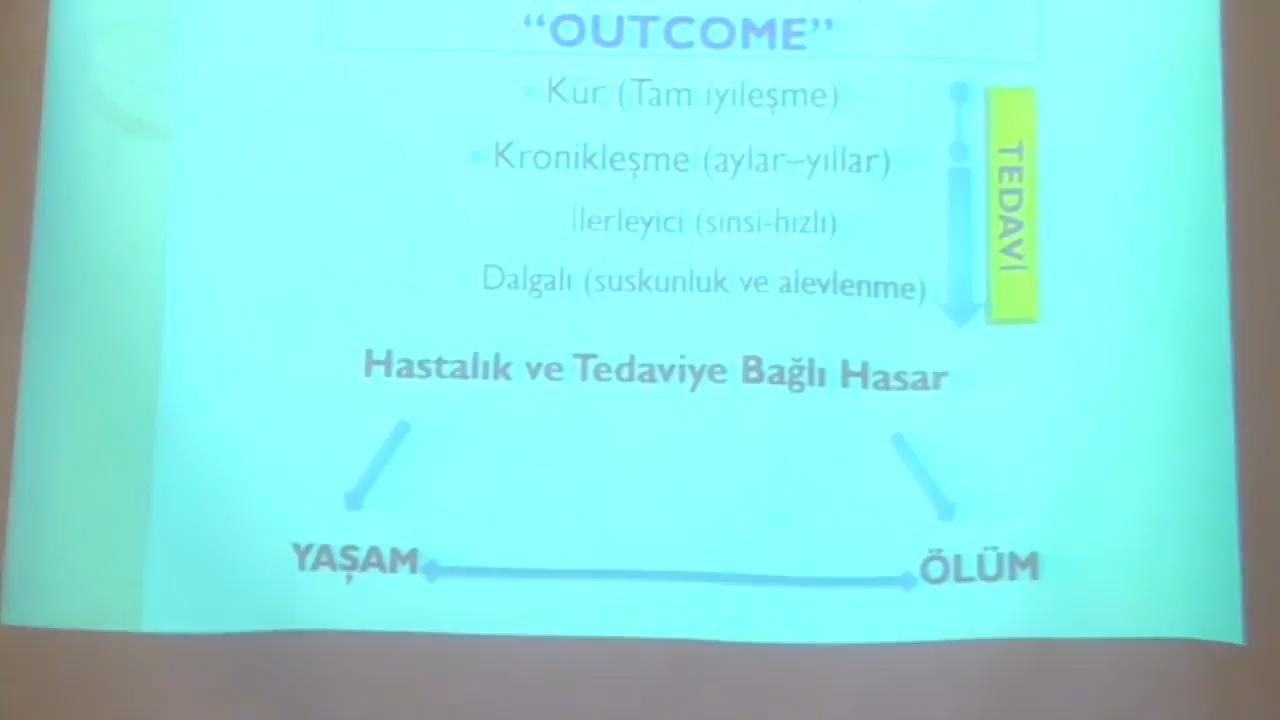 “OUTCOME”
Kür (Tam iyileşme)
Kronikleşme (aylar–yıllar)
İlerleyici (sinsi-hızlı)
Dalgalı (suskunluk ve alevlenme)
TEDAVİ
Hastalık ve Tedaviye Bağlı Hasar
YAŞAM
ÖLÜM